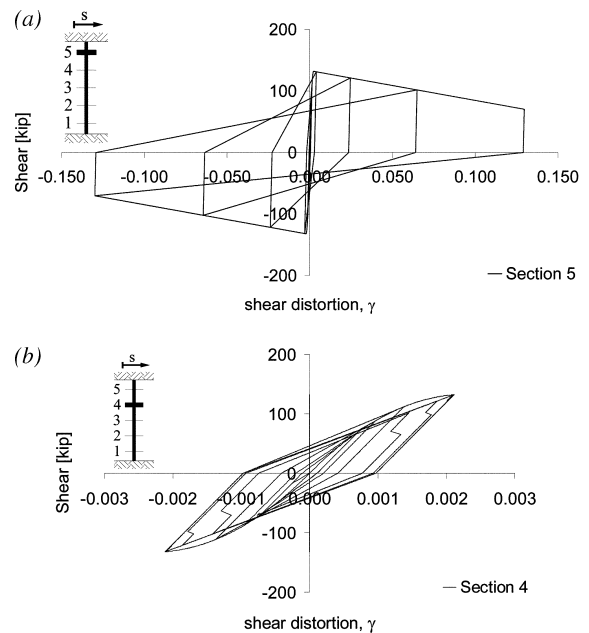 (a)
s
5
4
3
2
1
200
100
0
-100
-200
Shear [kip]
-0.150 -0.100 -0.050 0.000 0.050 0.100 0.150
Section 5
shear distortion, γ
(b)
s
5
4
3
2
1
200
100
0
-100
-200
Shear [kip]
-0.003 -0.002 -0.001 0.000 0.001 0.002 0.003
Section 4
shear distortion, γ